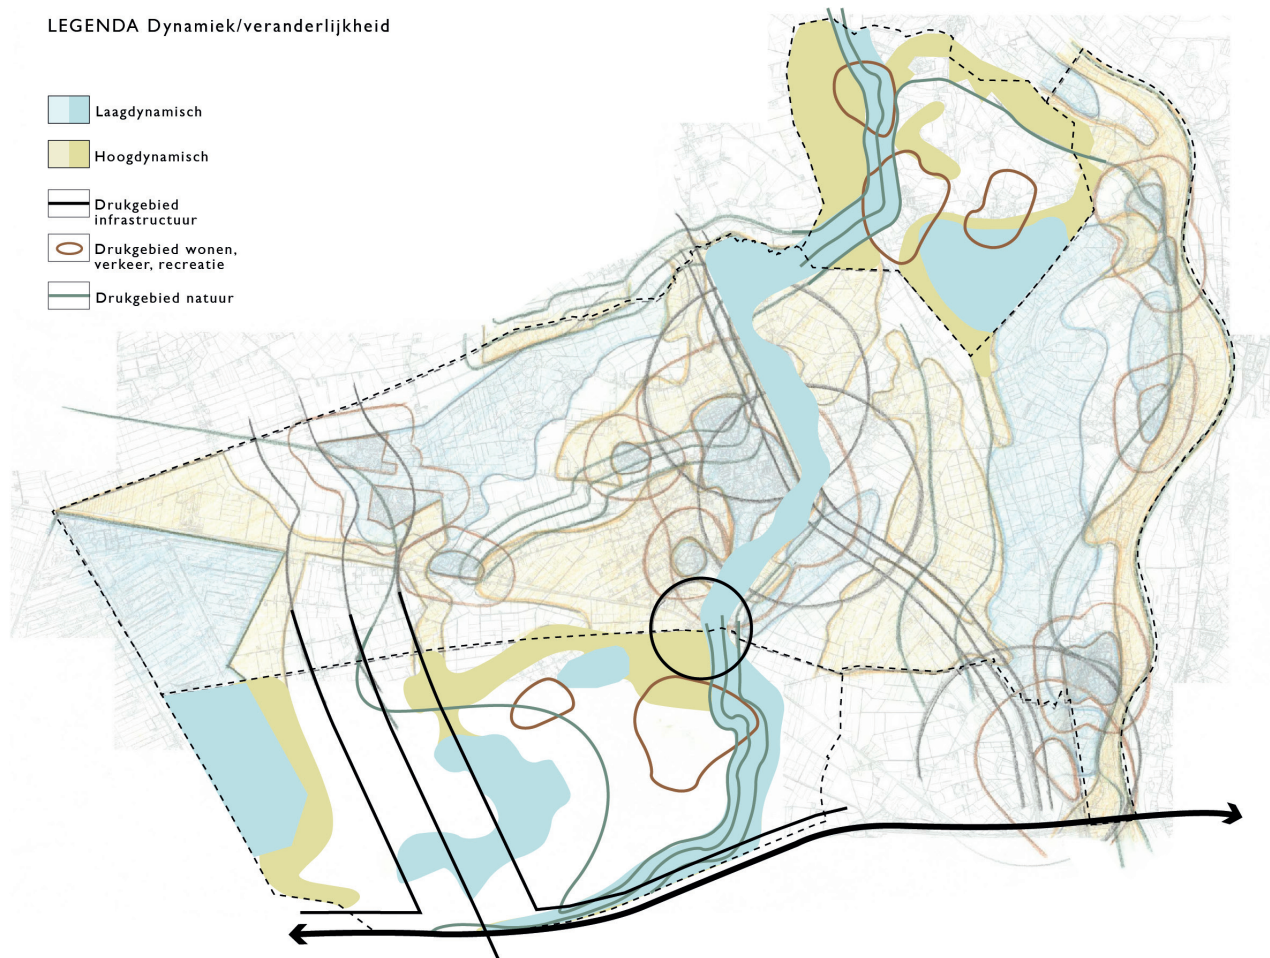 LEGENDA Dynamiek/veranderlijkheid
Laagdynamisch
Hoogdynamisch
Drukgebied
infrastructuur
Drukgebied wonen,
verkeer, recreatie
Drukgebied natuur